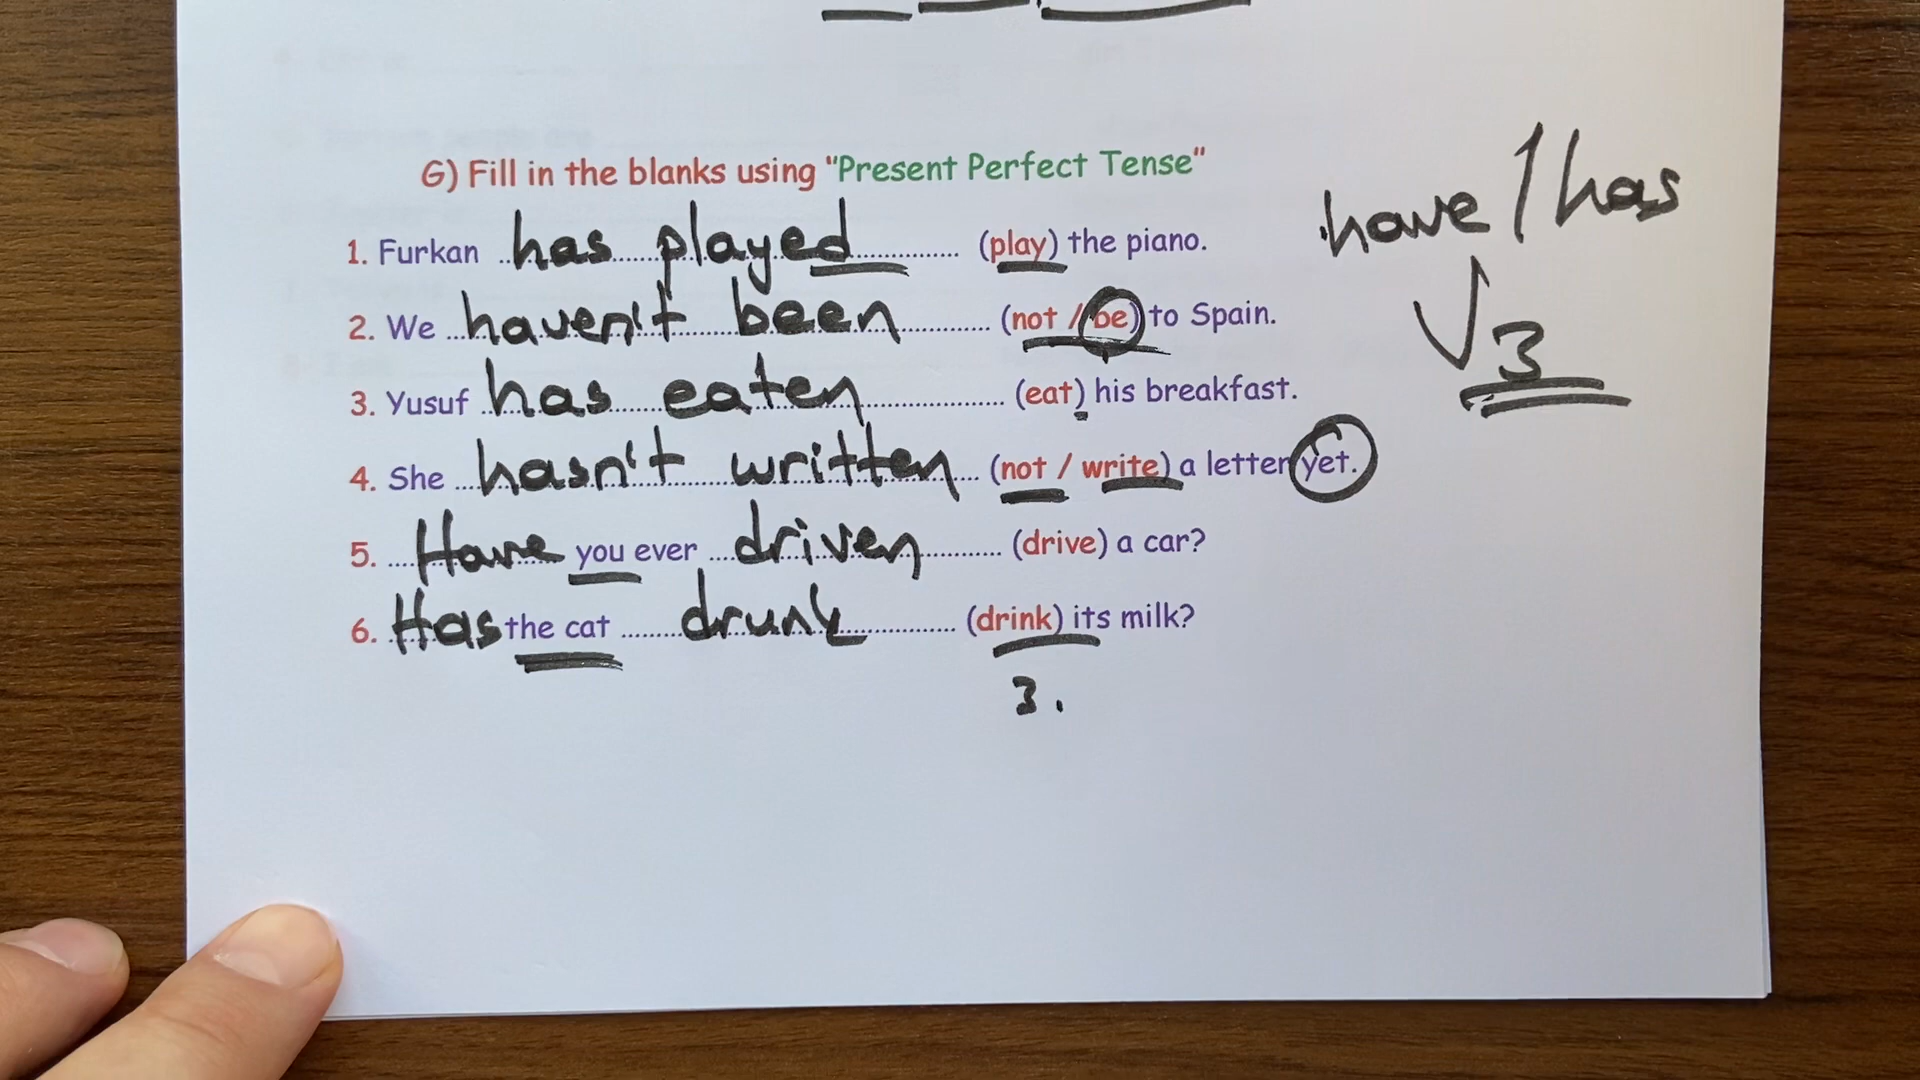 G) Fill in the blanks using "Present Perfect Tense"
1. Furkan has played (play) the piano.
2. We haven't been (not / be) to Spain.
3. Yusuf has eaten (eat) his breakfast.
4. She hasn't written (not / write) a letter yet.
5. Have you ever driven (drive) a car?
6. Has the cat drunk (drink) its milk?
3.
have / has
V3